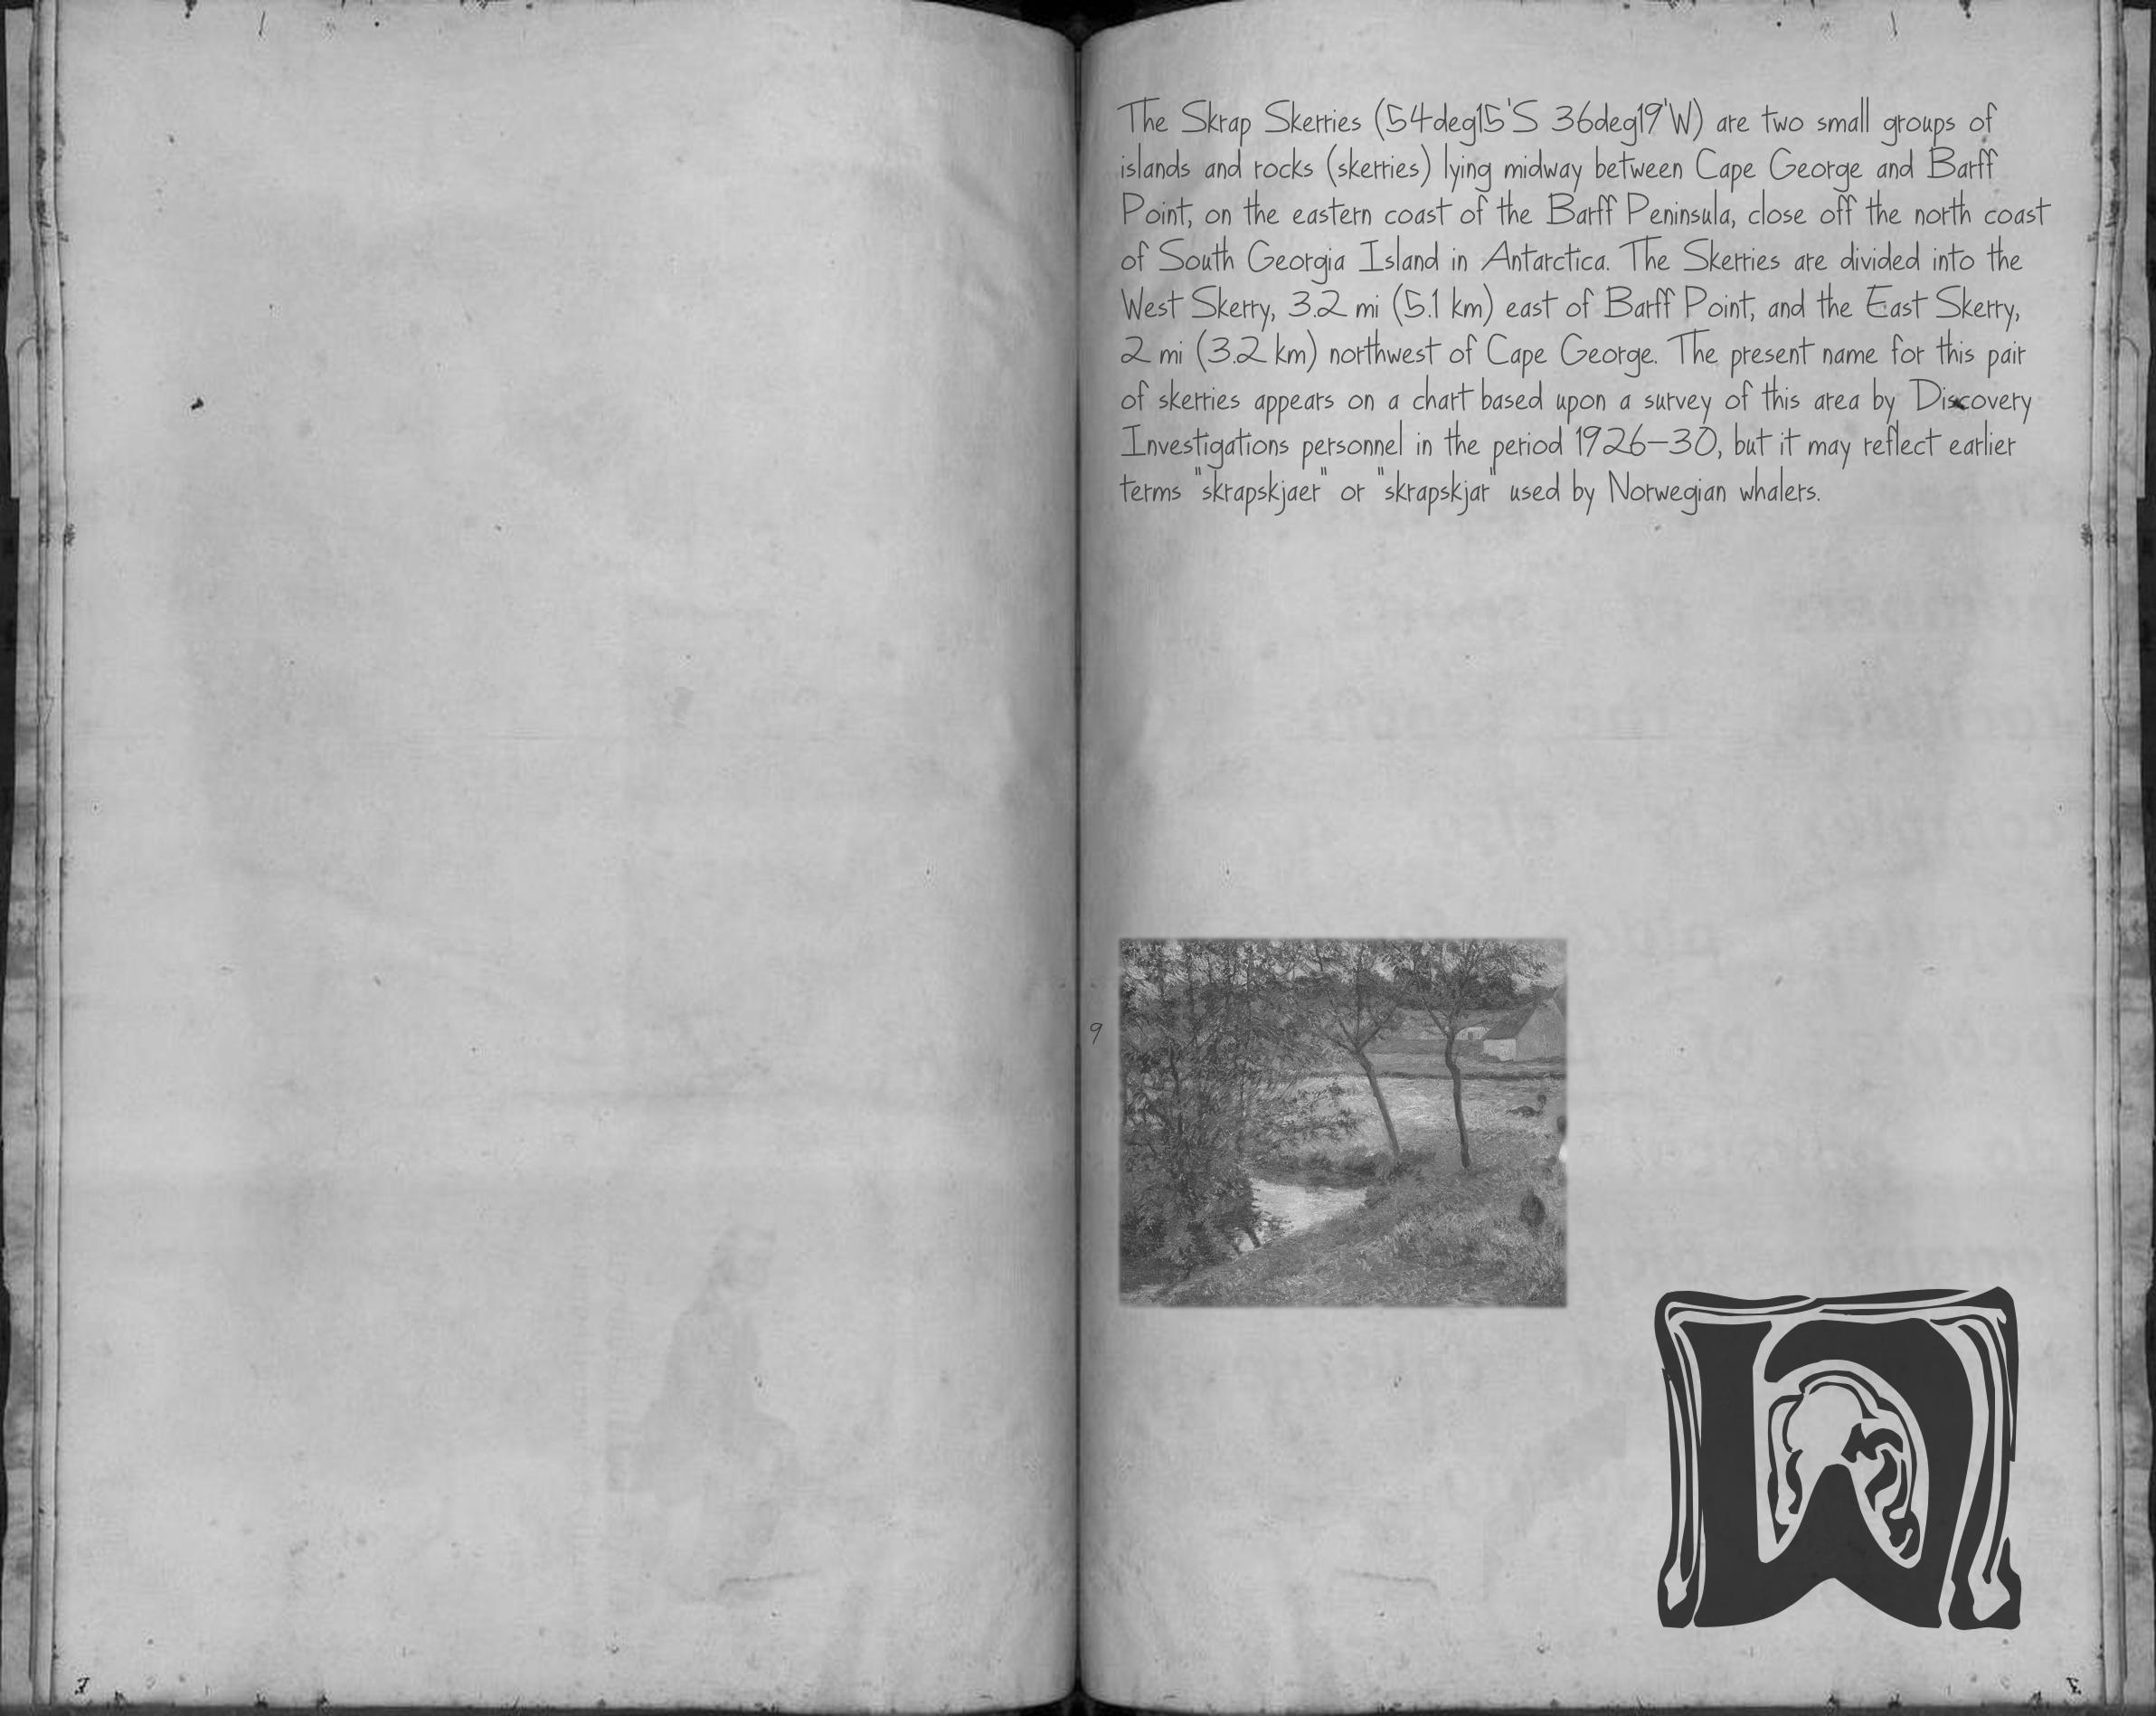 The Skrap Skerries (54deg15'S 36deg19'W) are two small groups of
islands and rocks (skerries) lying midway between Cape George and Barff
Point, on the eastern coast of the Barff Peninsula, close off the north coast
of South Georgia Island in Antarctica. The Skerries are divided into the
West Skerry, 3.2 mi (5.1 km) east of Barff Point, and the East Skerry,
2 mi (3.2 km) northwest of Cape George. The present name for this pair
of skerries appears on a chart based upon a survey of this area by Discovery
Investigations personnel in the period 1926–30, but it may reflect earlier
terms "skrapskjaer" or "skrapskjar" used by Norwegian whalers.
9